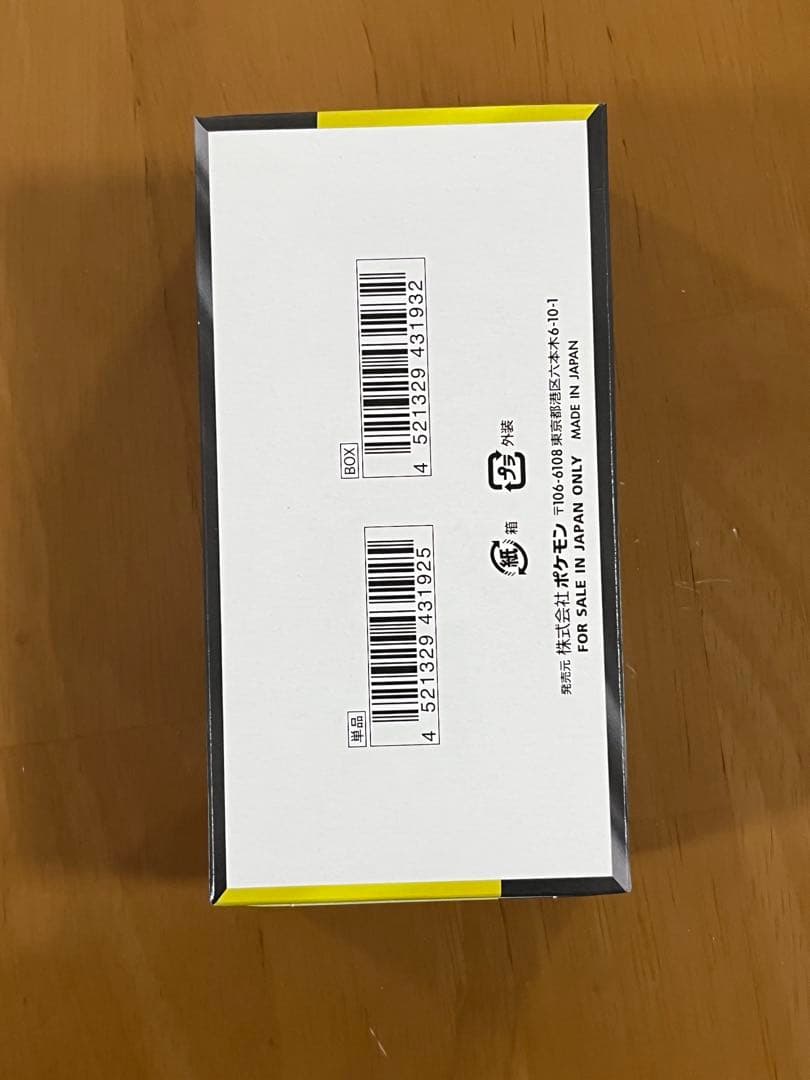 単品
4 521329 431925
BOX
4 521329 431932
紙 箱
プラ 外装
発売元 株式会社ポケモン 〒106-6108 東京都港区六本木6-10-1
FOR SALE IN JAPAN ONLY MADE IN JAPAN